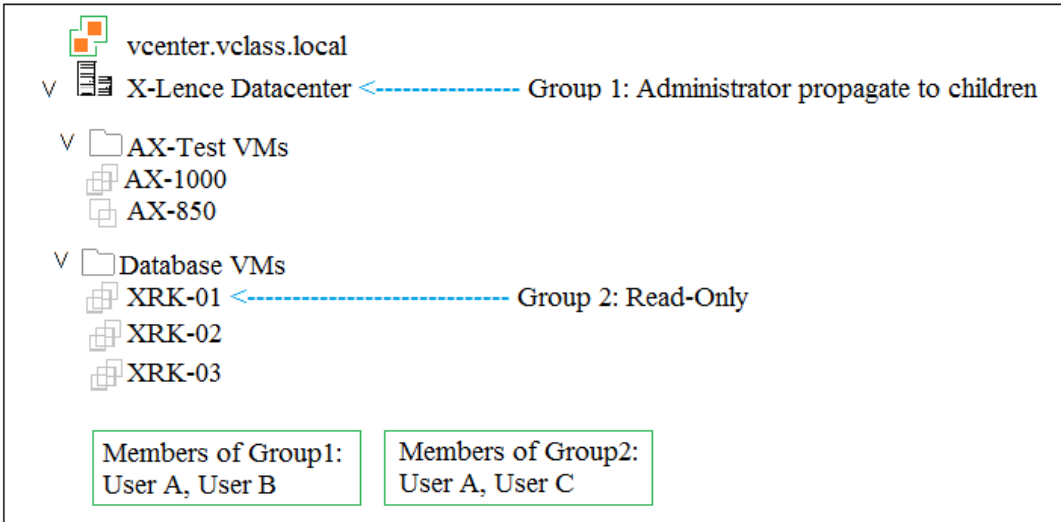 vcenter.vclass.local
X-Lence Datacenter Group 1: Administrator propagate to children
AX-Test VMs
AX-1000
AX-850
Database VMs
XRK-01 Group 2: Read-Only
XRK-02
XRK-03
Members of Group1:
User A, User B
Members of Group2:
User A, User C